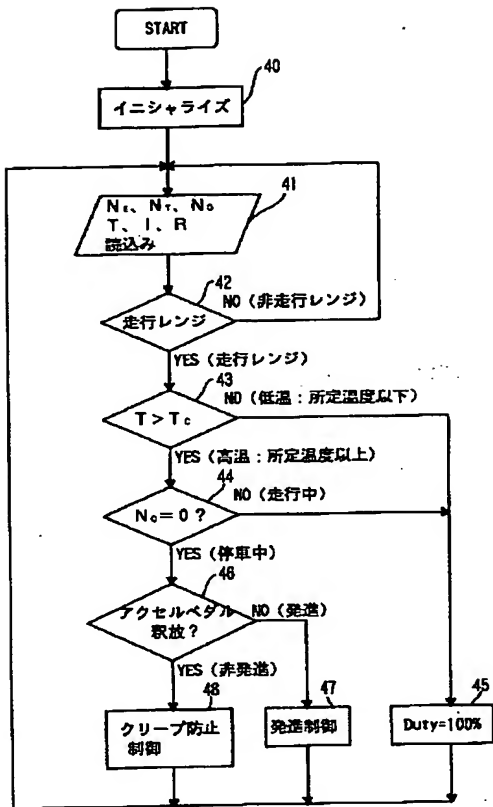 START
40
イニシャライズ
41
NE、NT、NO
T、I、R
読込み
42
NO(非走行レンジ)
走行レンジ
YES(走行レンジ)
43
NO(低温:所定温度以下)
T>TC
YES(高温:所定温度以上)
44
NO(走行中)
NO=0?
YES(停車中)
46
アクセルペダル
釈放?
NO(発進)
YES(非発進)
48
47
45
クリープ防止
制御
発進制御
Duty=100%